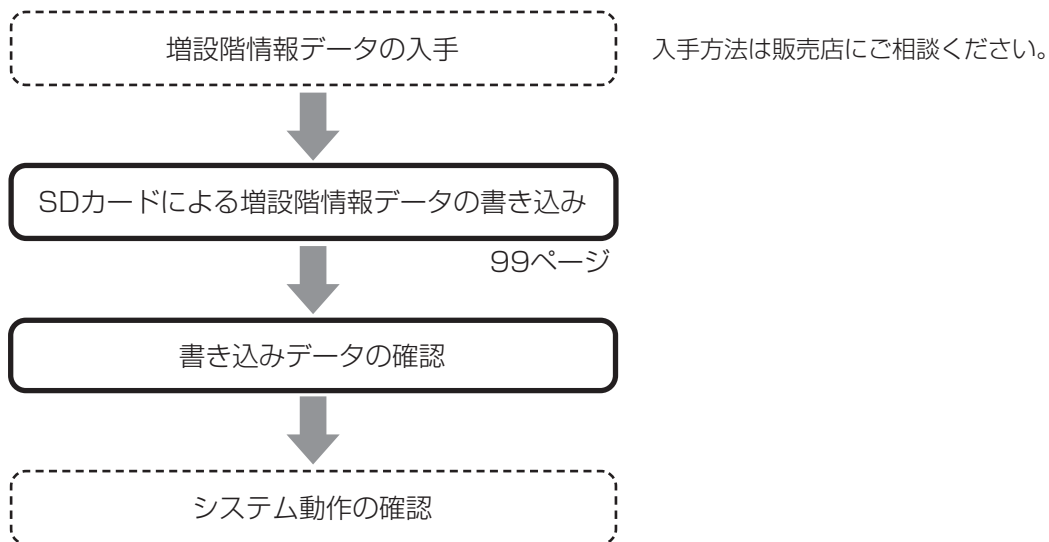 増設階情報データの入手
入手方法は販売店にご相談ください。
SDカードによる増設階情報データの書き込み
99ページ
書き込みデータの確認
システム動作の確認